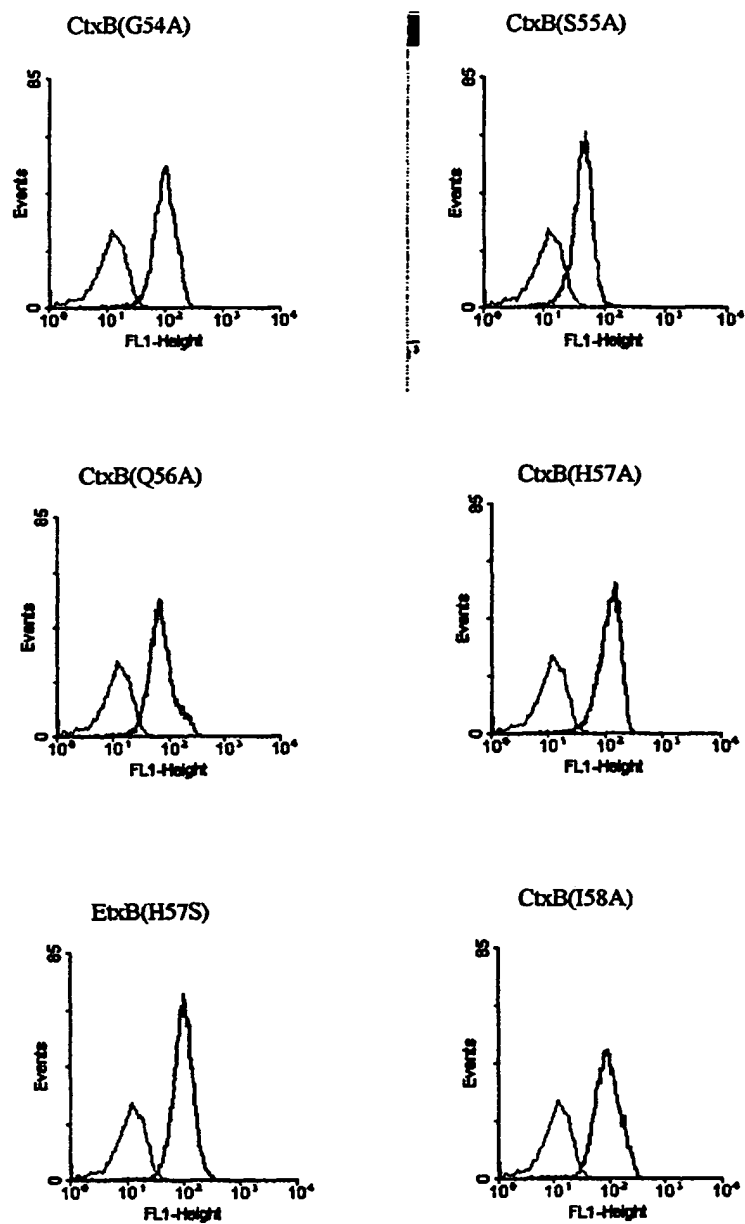 CtxB(G54A)
85
Events
0
10⁰ 10¹ 10² 10³ 10⁴
FL1-Height
CtxB(S55A)
85
Events
0
10⁰ 10¹ 10² 10³ 10⁴
FL1-Height
CtxB(Q56A)
85
Events
0
10⁰ 10¹ 10² 10³ 10⁴
FL1-Height
CtxB(H57A)
85
Events
0
10⁰ 10¹ 10² 10³ 10⁴
FL1-Height
EtxB(H57S)
85
Events
0
10⁰ 10¹ 10² 10³ 10⁴
FL1-Height
CtxB(I58A)
85
Events
0
10⁰ 10¹ 10² 10³ 10⁴
FL1-Height